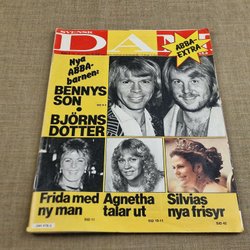 SVENSK
DAM
Nya
ABBA-
barnen:
BENNYS
SON
•
BJÖRNS
DOTTER
ABBA-
EXTRA
Frida med
ny man
Agnetha
talar ut
Silvias
nya frisyr